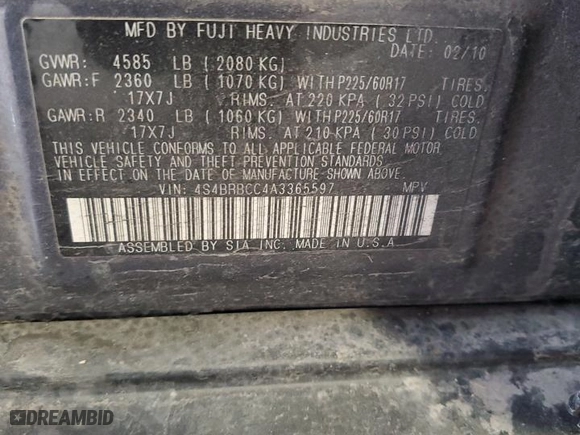 MFD BY FUJI HEAVY INDUSTRIES LTD.
DATE: 02/10
GVWR: 4585 LB ( 2080 KG)
GAWR:F 2360 LB ( 1070 KG) WITH P225/60R17 TIRES,
17X7J RIMS, AT 220 KPA ( 32 PSI) COLD
GAWR:R 2340 LB ( 1060 KG) WITH P225/60R17 TIRES,
17X7J RIMS, AT 210 KPA ( 30 PSI) COLD
THIS VEHICLE CONFORMS TO ALL APPLICABLE FEDERAL MOTOR
VEHICLE SAFETY AND THEFT PREVENTION STANDARDS
IN EFFECT ON THE DATE OF MANUFACTURE SHOWN ABOVE.
VIN: 4S4BRBCC4A3365597 MPV
ASSEMBLED BY SIA INC. MADE IN U.S.A
DREAMBID